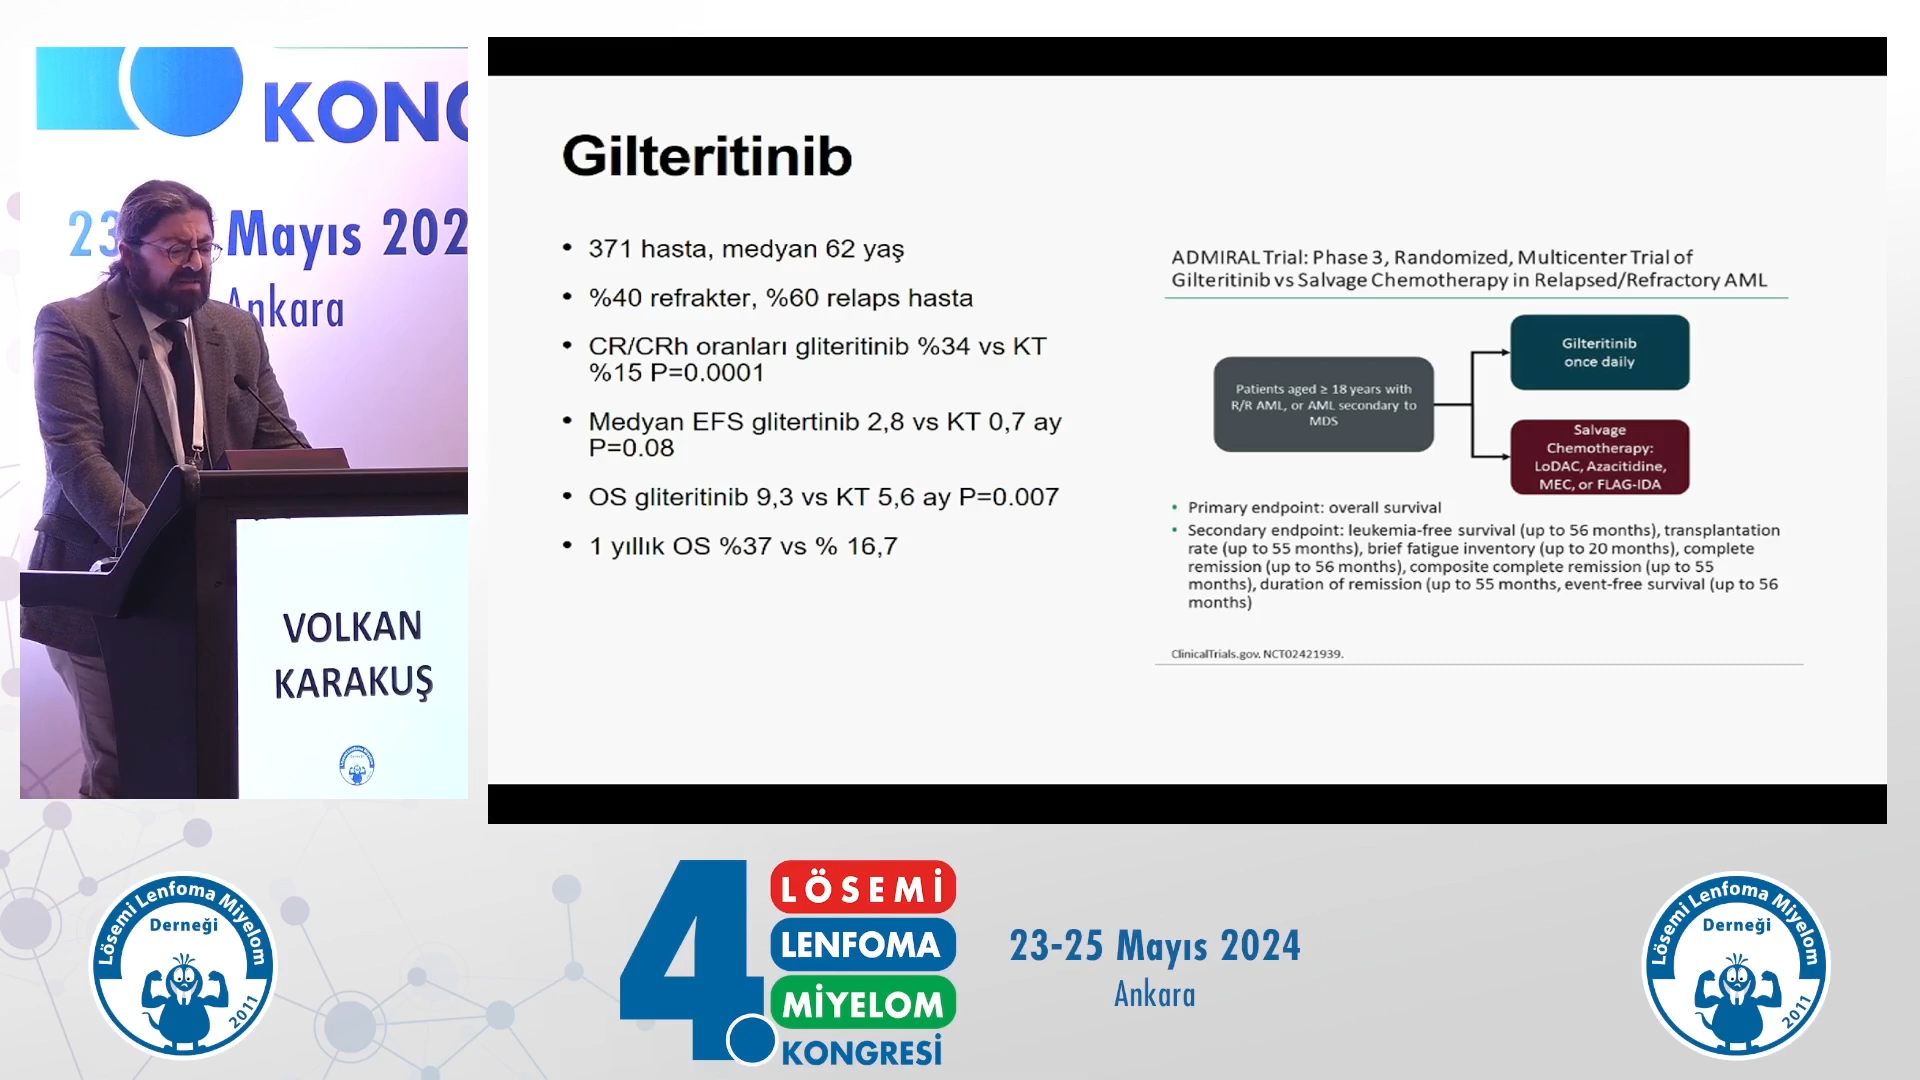 KONG
23
Mayıs 202
Ankara
VOLKAN
KARAKUŞ
Gilteritinib
• 371 hasta, medyan 62 yaş
• %40 refrakter, %60 relaps hasta
• CR/CRh oranları gliteritinib %34 vs KT
%15 P=0.0001
• Medyan EFS glitertinib 2,8 vs KT 0,7 ay
P=0.08
• OS gliteritinib 9,3 vs KT 5,6 ay P=0.007
• 1 yıllık OS %37 vs % 16,7
ADMIRAL Trial: Phase 3, Randomized, Multicenter Trial of
Gilteritinib vs Salvage Chemotherapy in Relapsed/Refractory AML
Patients aged ≥ 18 years with
R/R AML, or AML secondary to
MDS
Gilteritinib
once daily
Salvage
Chemotherapy:
LoDAC, Azacitidine,
MEC, or FLAG-IDA
• Primary endpoint: overall survival
• Secondary endpoint: leukemia-free survival (up to 56 months), transplantation
rate (up to 55 months), brief fatigue inventory (up to 20 months), complete
remission (up to 56 months), composite complete remission (up to 55
months), duration of remission (up to 55 months, event-free survival (up to 56
months)
ClinicalTrials.gov. NCT02421939.
Lösemi Lenfoma Miyelom
Derneği
2011
4.
LÖSEMİ
LENFOMA
MİYELOM
KONGRESİ
23-25 Mayıs 2024
Ankara
Lösemi Lenfoma Miyelom
Derneği
2011